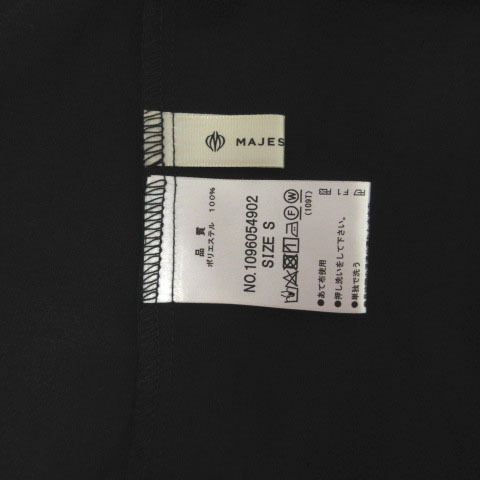 MAJES
品質
ポリエステル 100%
NO.1096054902
SIZE S
(109T)
●あて布使用
●押し洗いをして下さい。
●単独で洗う